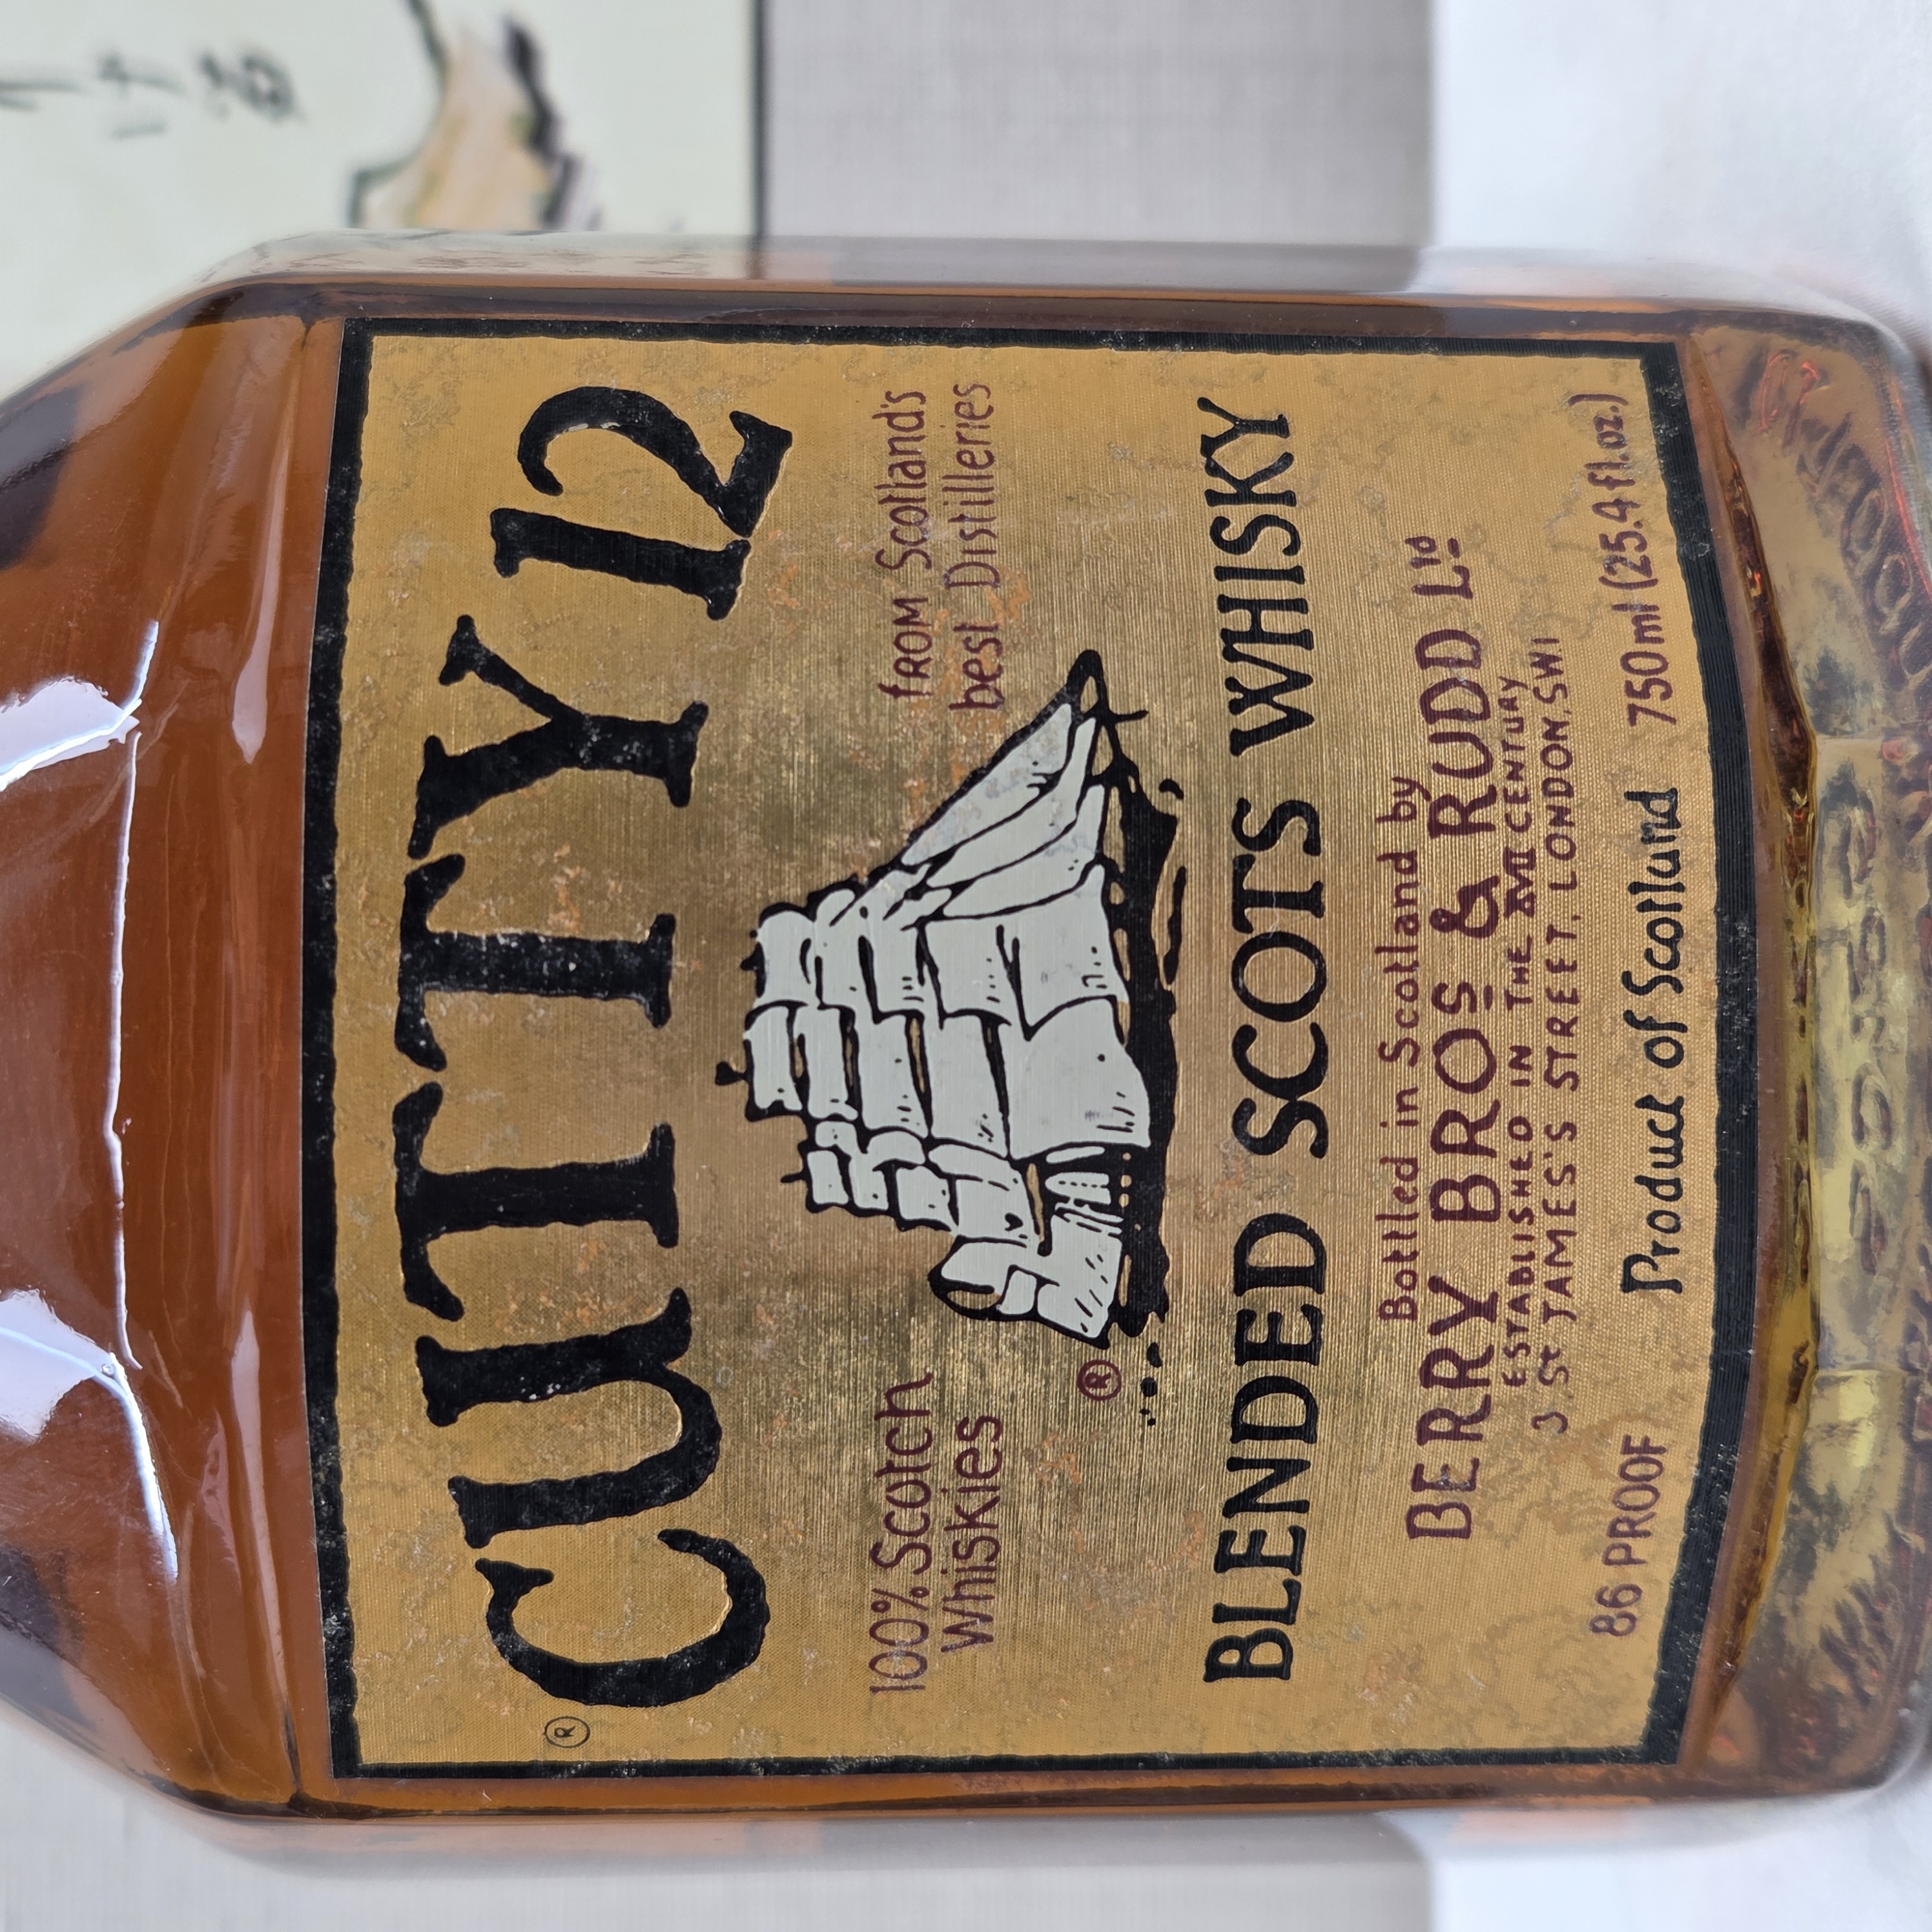 CUTTY 12
®
100% Scotch
Whiskies
from Scotland's
best Distilleries
®
BLENDED SCOTS WHISKY
Bottled in Scotland by
BERRY BROS & RUDD Ltd
ESTABLISHED IN THE XVII CENTURY
3, St JAMES'S STREET, LONDON, SW1
86 PROOF
Product of Scotland
750ml (25.4 fl.oz.)